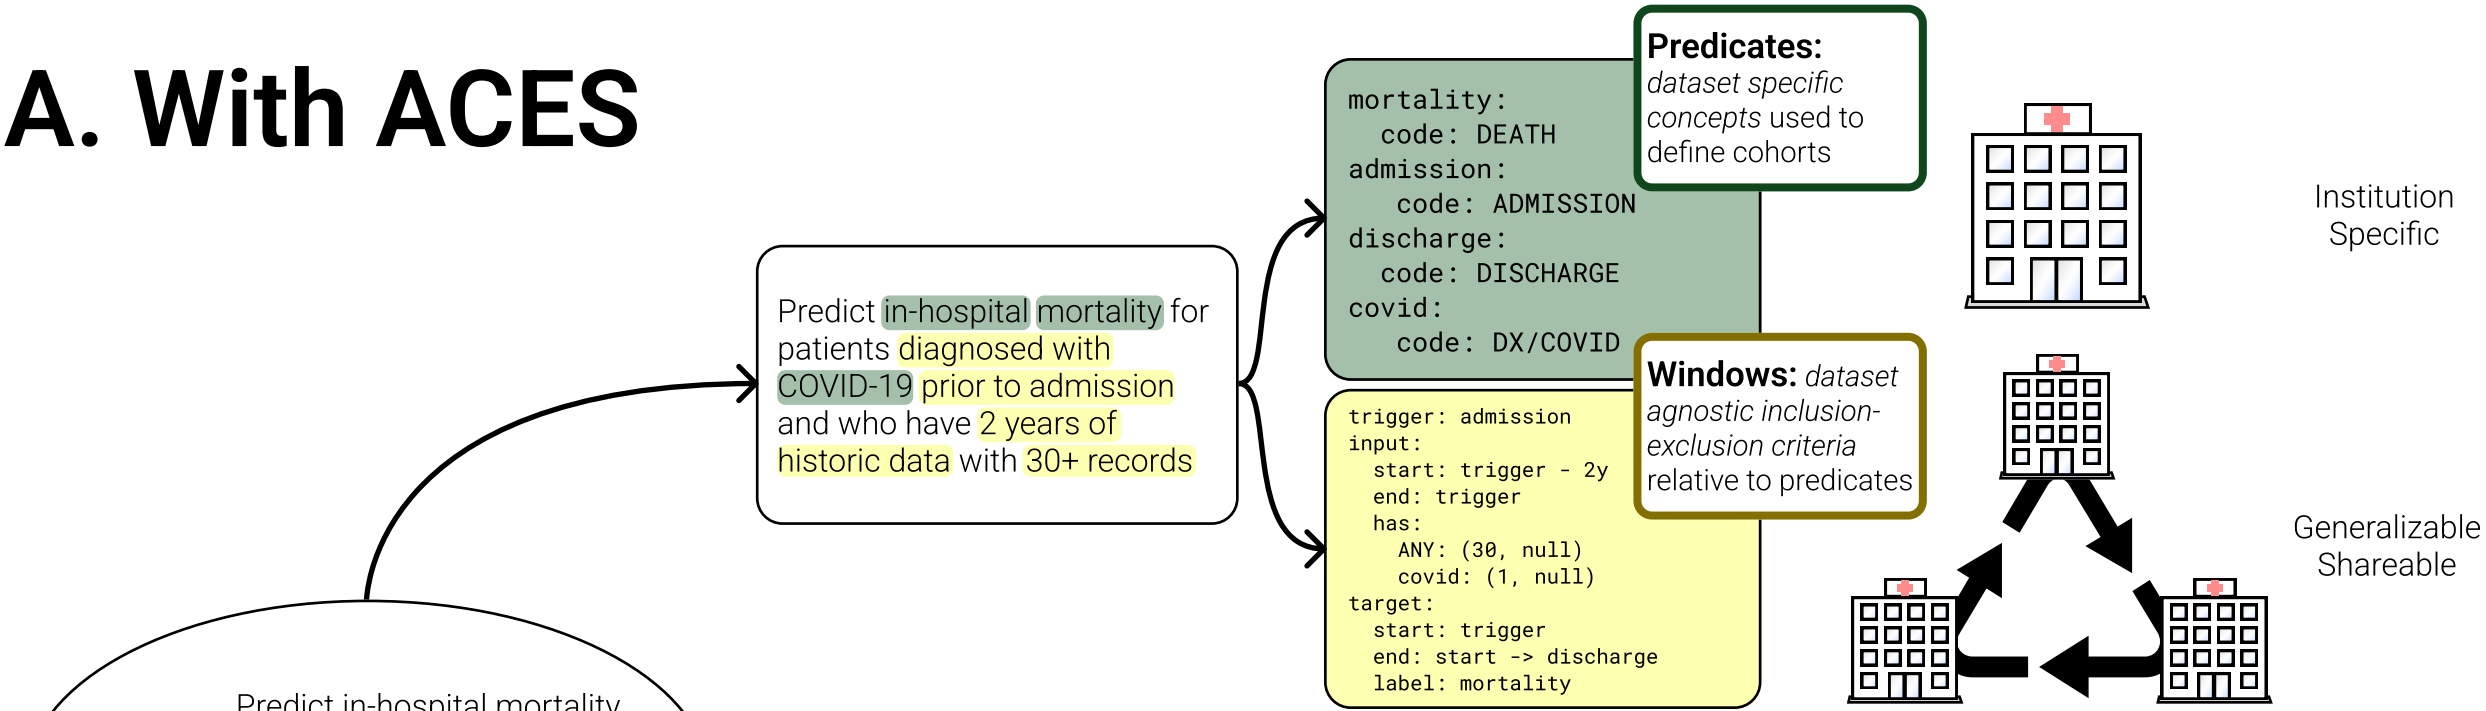 A. With ACES
Predict in-hospital mortality for
patients diagnosed with
COVID-19 prior to admission
and who have 2 years of
historic data with 30+ records
mortality:
code: DEATH
admission:
code: ADMISSION
discharge:
code: DISCHARGE
covid:
code: DX/COVID
Predicates:
dataset specific
concepts used to
define cohorts
Institution
Specific
trigger: admission
input:
start: trigger - 2y
end: trigger
has:
ANY: (30, null)
covid: (1, null)
target:
start: trigger
end: start -> discharge
label: mortality
Windows: dataset
agnostic inclusion-
exclusion criteria
relative to predicates
Generalizable
Shareable
Predict in-hospital mortality